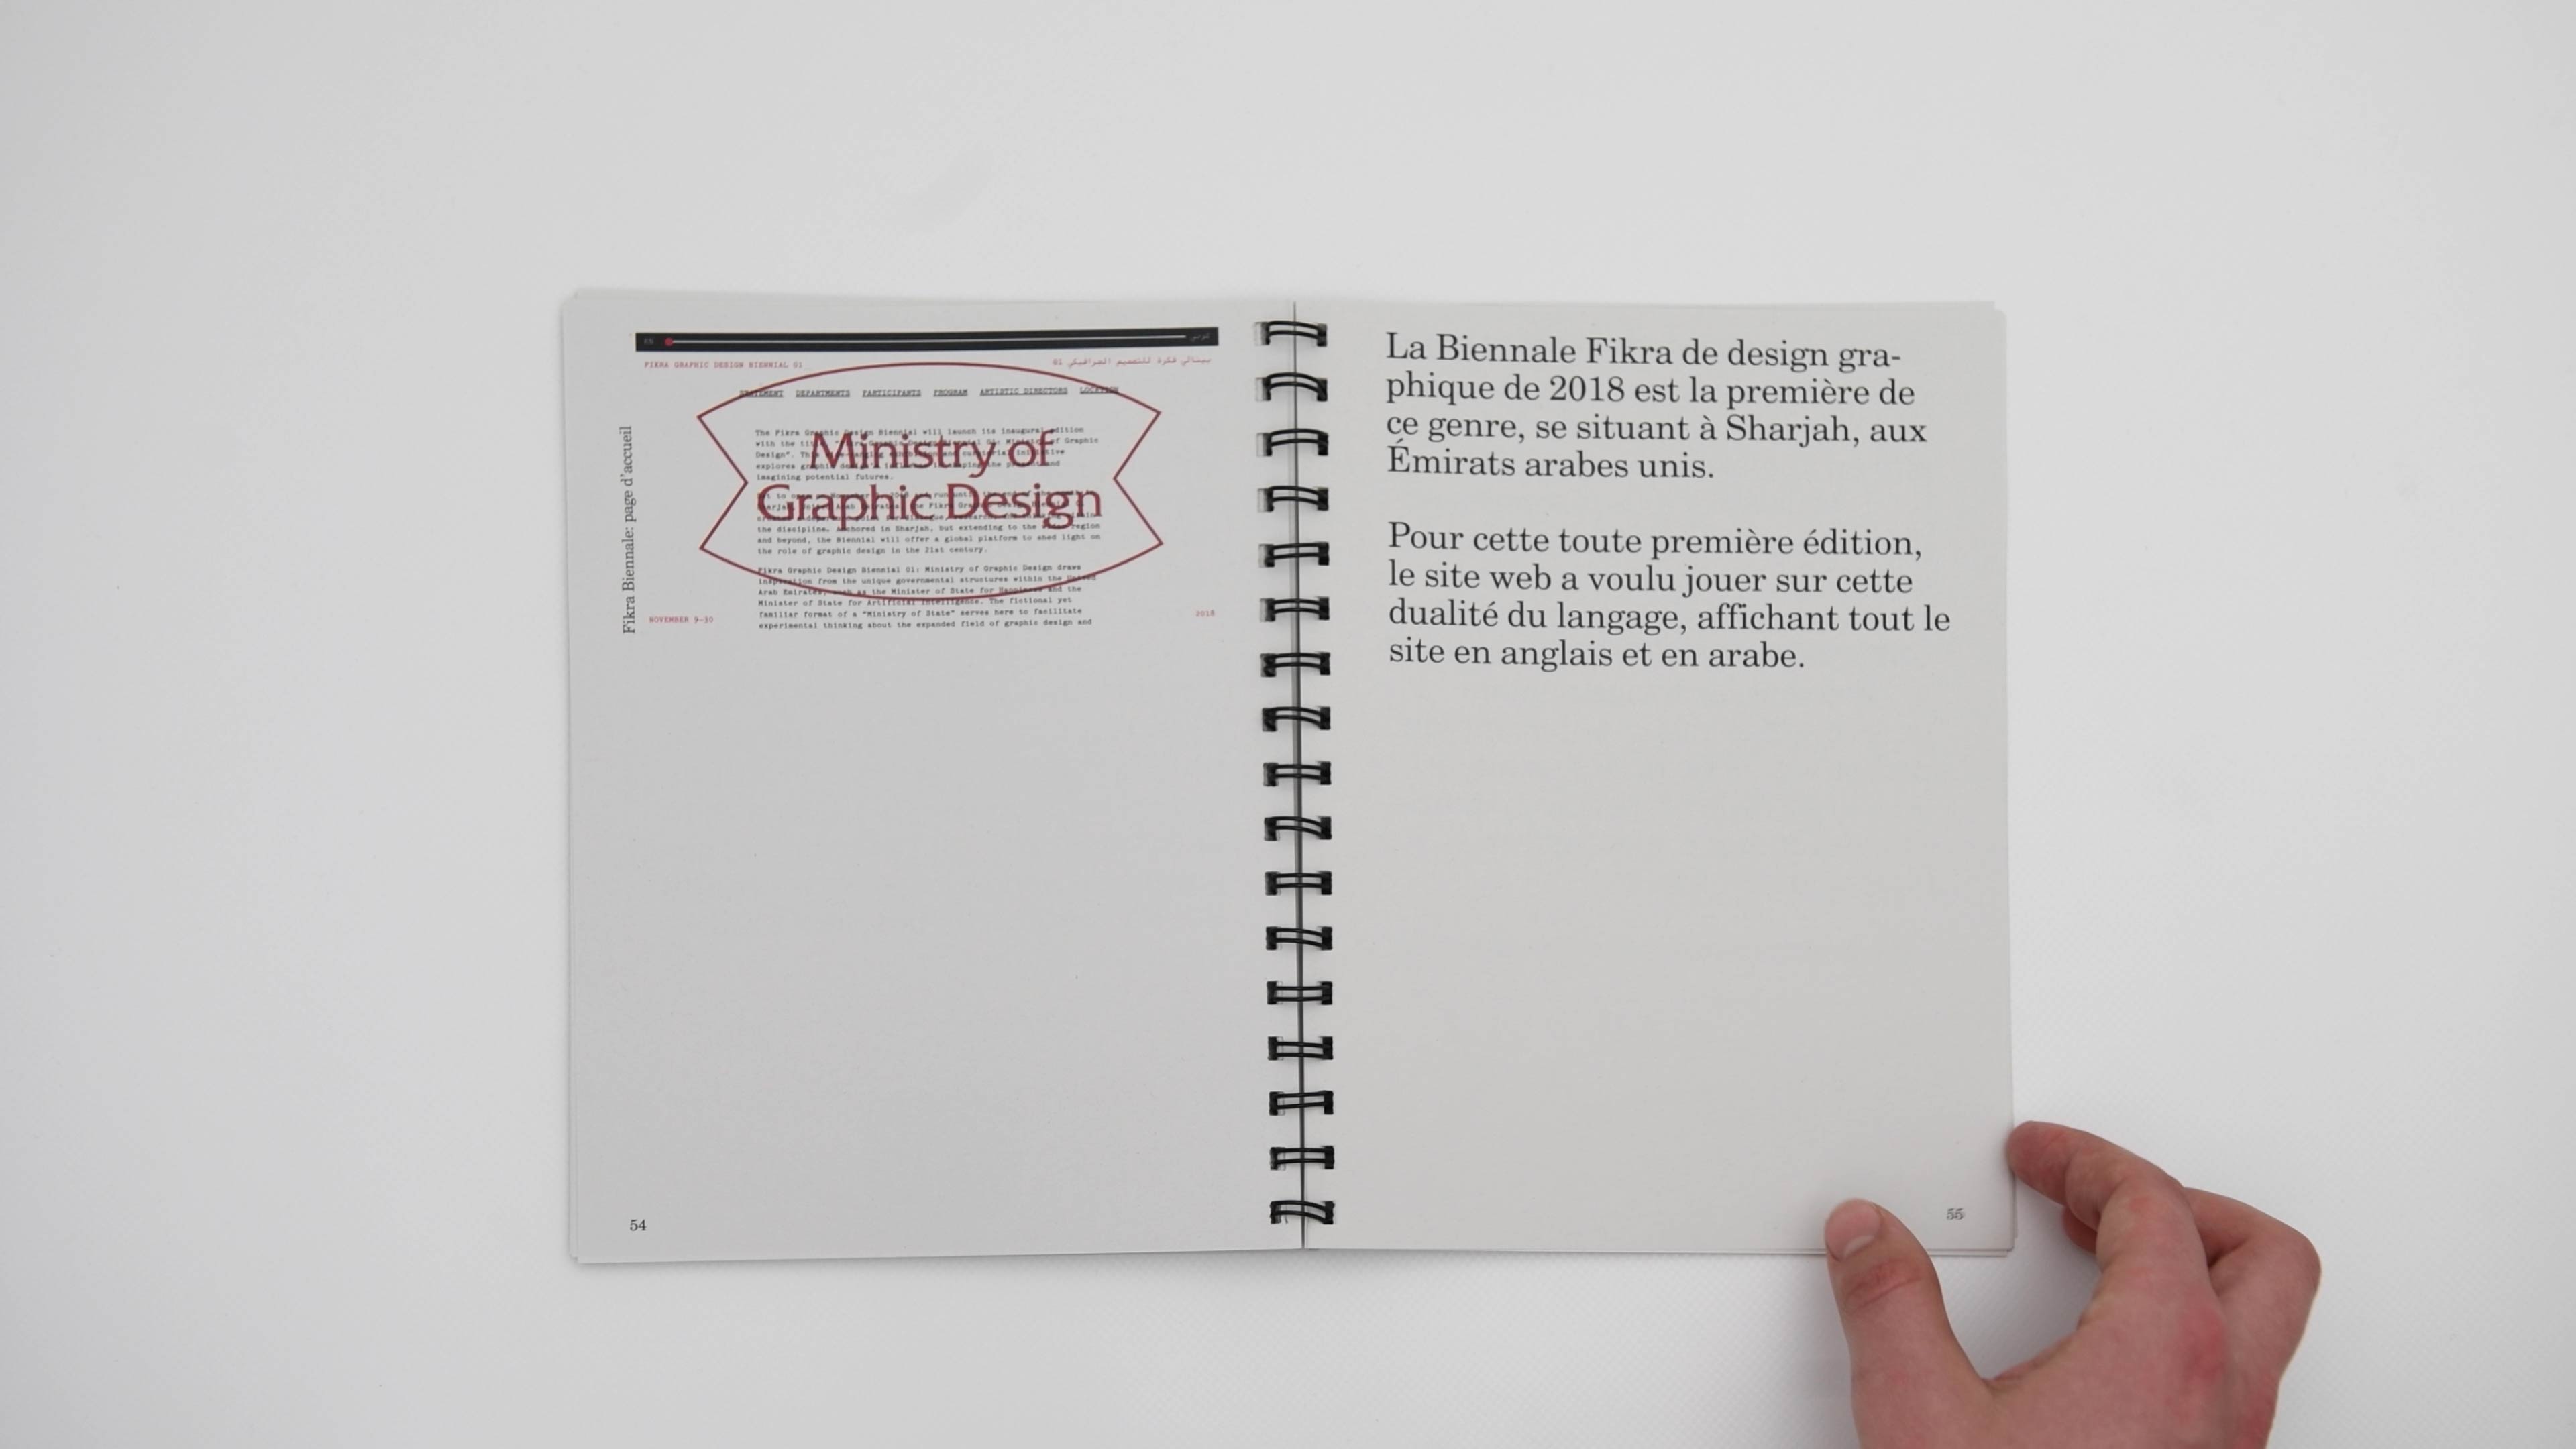 EN
عربي
FIKRA GRAPHIC DESIGN BIENNIAL 01
بينالي فكرة للتصميم الجرافيكي 01
STATEMENT DEPARTMENTS PARTICIPANTS PROGRAM ARTISTIC DIRECTORS LOCATION
Ministry of
Graphic Design
The Fikra Graphic Design Biennial will launch its inaugural edition
with the of Graphic
Design".
explores graphic the present and
imagining potential futures.
the discipline. Anchored in Sharjah, but extending to the region
and beyond, the Biennial will offer a global platform to shed light on
the role of graphic design in the 21st century.
Fikra Graphic Design Biennial 01: Ministry of Graphic Design draws
inspiration from the unique governmental structures within the United
Arab Emirates, such as the Minister of State for Happiness and the
Minister of State for Artificial Intelligence. The fictional yet
familiar format of a "Ministry of State" serves here to facilitate
experimental thinking about the expanded field of graphic design and
NOVEMBER 9–30
2018
Fikra Biennale: page d'accueil
54
La Biennale Fikra de design gra-
phique de 2018 est la première de
ce genre, se situant à Sharjah, aux
Émirats arabes unis.
Pour cette toute première édition,
le site web a voulu jouer sur cette
dualité du langage, affichant tout le
site en anglais et en arabe.
55